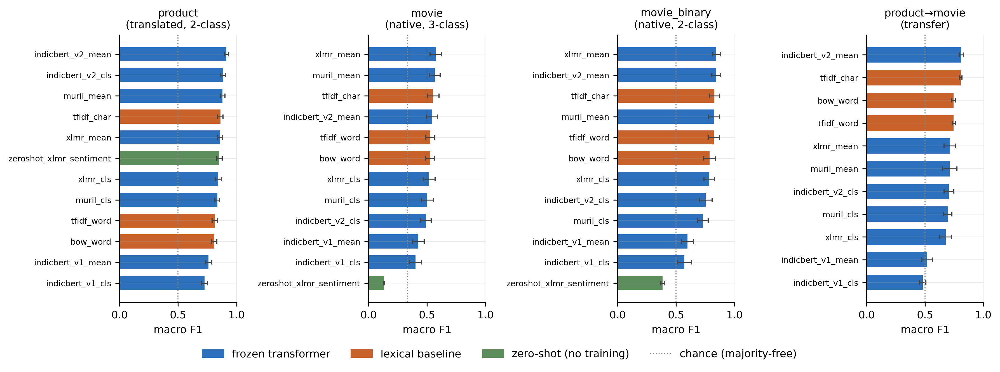 product
(translated, 2-class)
indicbert_v2_mean
indicbert_v2_cls
muril_mean
tfidf_char
xlmr_mean
zeroshot_xlmr_sentiment
xlmr_cls
muril_cls
tfidf_word
bow_word
indicbert_v1_mean
indicbert_v1_cls
0.0 0.5 1.0
macro F1
movie
(native, 3-class)
xlmr_mean
muril_mean
tfidf_char
indicbert_v2_mean
tfidf_word
bow_word
xlmr_cls
muril_cls
indicbert_v2_cls
indicbert_v1_mean
indicbert_v1_cls
zeroshot_xlmr_sentiment
0.0 0.5 1.0
macro F1
movie_binary
(native, 2-class)
xlmr_mean
indicbert_v2_mean
tfidf_char
muril_mean
tfidf_word
bow_word
xlmr_cls
indicbert_v2_cls
muril_cls
indicbert_v1_mean
indicbert_v1_cls
zeroshot_xlmr_sentiment
0.0 0.5 1.0
macro F1
product→movie
(transfer)
indicbert_v2_mean
tfidf_char
bow_word
tfidf_word
xlmr_mean
muril_mean
indicbert_v2_cls
muril_cls
xlmr_cls
indicbert_v1_mean
indicbert_v1_cls
0.0 0.5 1.0
macro F1
frozen transformer lexical baseline zero-shot (no training) chance (majority-free)